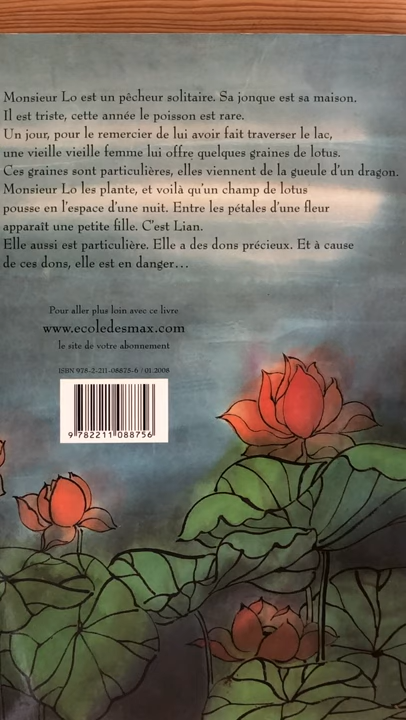 Monsieur Lo est un pêcheur solitaire. Sa jonque est sa maison.
Il est triste, cette année le poisson est rare.
Un jour, pour le remercier de lui avoir fait traverser le lac,
une vieille vieille femme lui offre quelques graines de lotus.
Ces graines sont particulières, elles viennent de la gueule d'un dragon.
Monsieur Lo les plante, et voilà qu'un champ de lotus
pousse en l'espace d'une nuit. Entre les pétales d'une fleur
apparaît une petite fille. C'est Lian.
Elle aussi est particulière. Elle a des dons précieux. Et à cause
de ces dons, elle est en danger...
Pour aller plus loin avec ce livre
www.ecoledesmax.com
le site de votre abonnement
ISBN 978-2-211-08875-6 / 01 2008
9 782211 088756